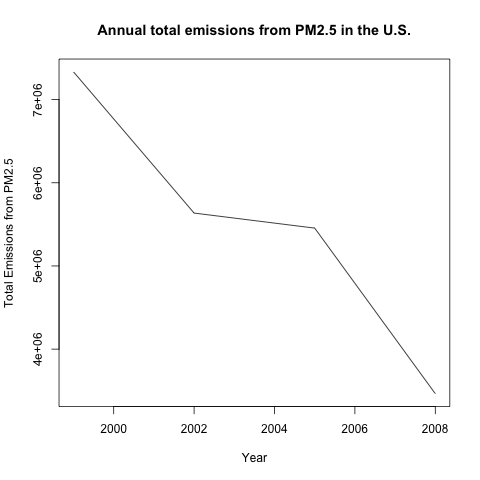 Annual total emissions from PM2.5 in the U.S.
Total Emissions from PM2.5
7e+06
6e+06
5e+06
4e+06
2000 2002 2004 2006 2008
Year